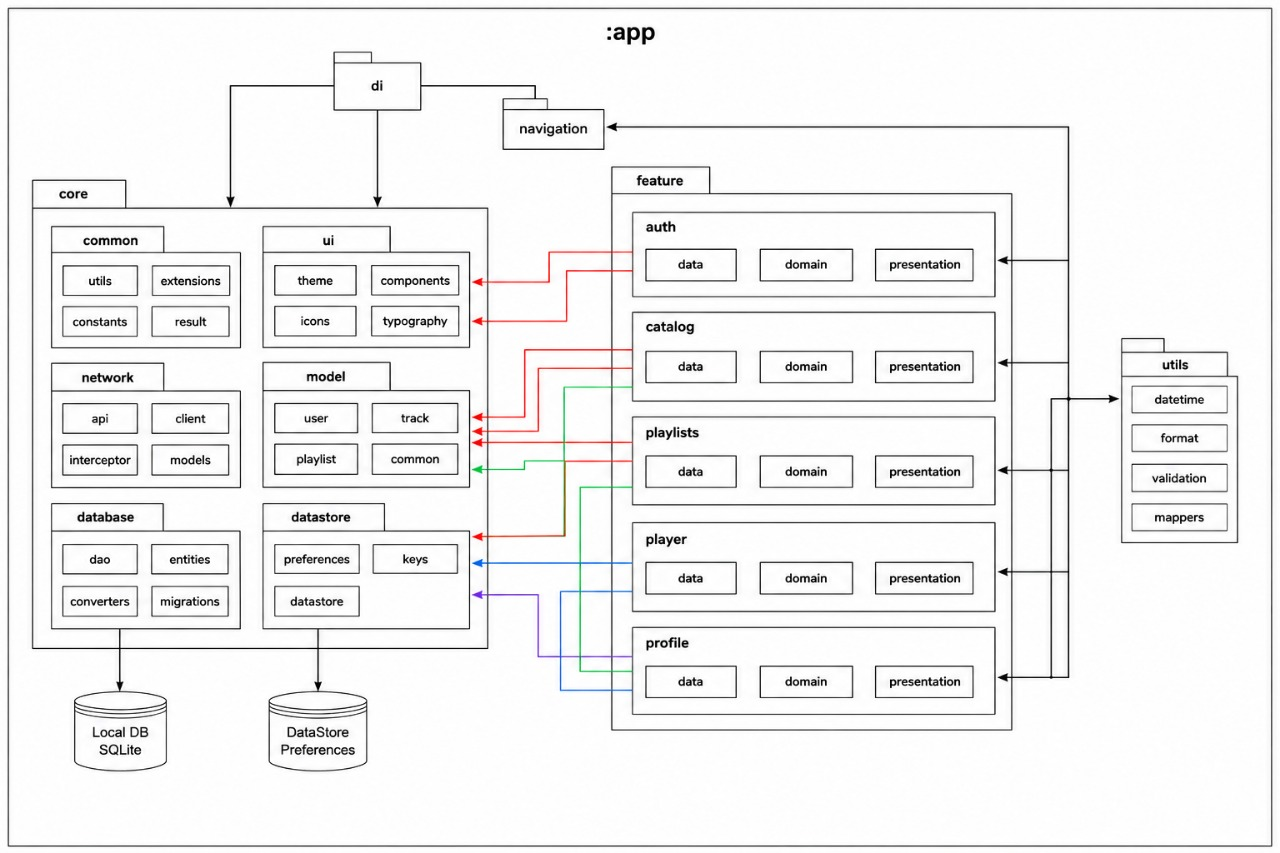 :app
di
navigation
core
common
utils
extensions
constants
result
ui
theme
components
icons
typography
network
api
client
interceptor
models
model
user
track
playlist
common
database
dao
entities
converters
migrations
datastore
preferences
keys
datastore
Local DB
SQLite
DataStore
Preferences
feature
auth
data
domain
presentation
catalog
data
domain
presentation
playlists
data
domain
presentation
player
data
domain
presentation
profile
data
domain
presentation
utils
datetime
format
validation
mappers